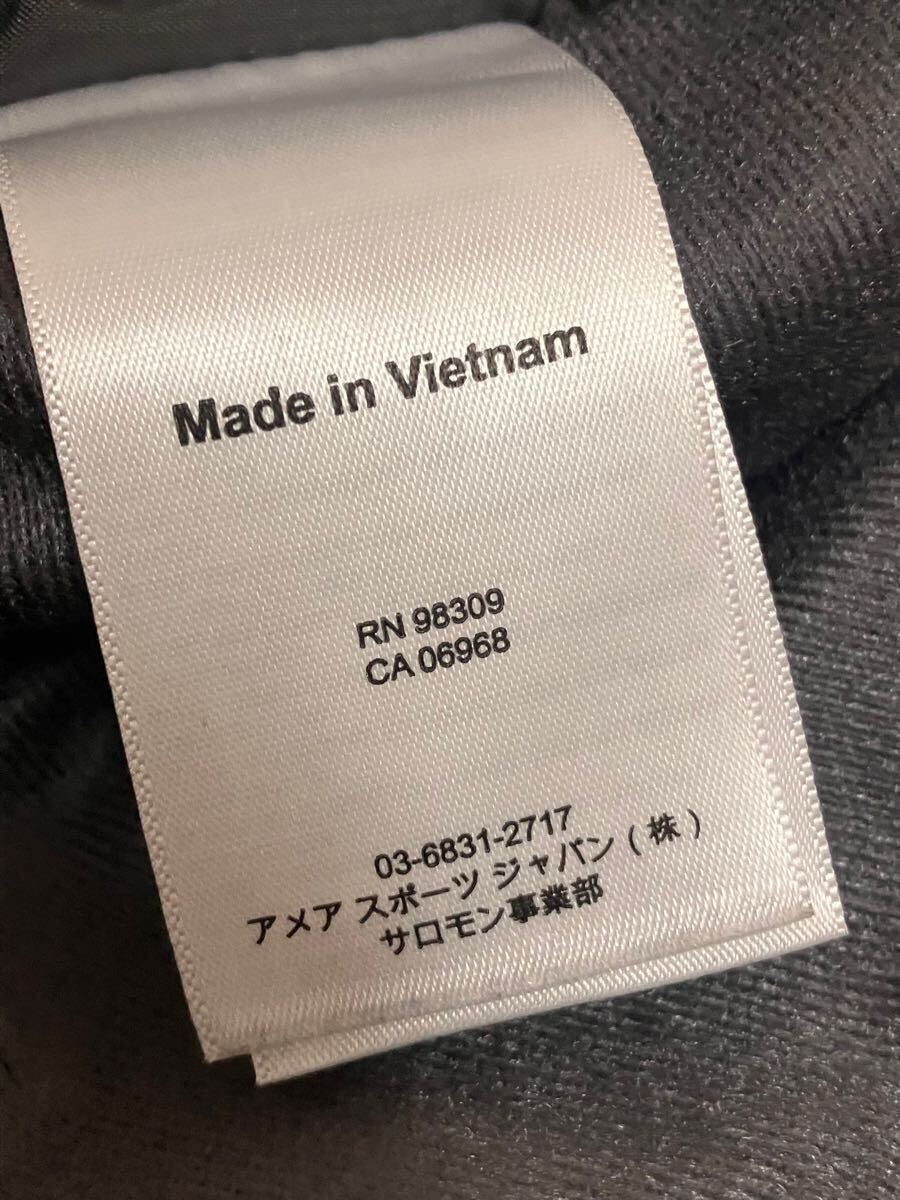 Made in Vietnam
RN 98309
CA 06968
03-6831-2717
アメア スポーツ ジャパン ( 株 )
サロモン事業部